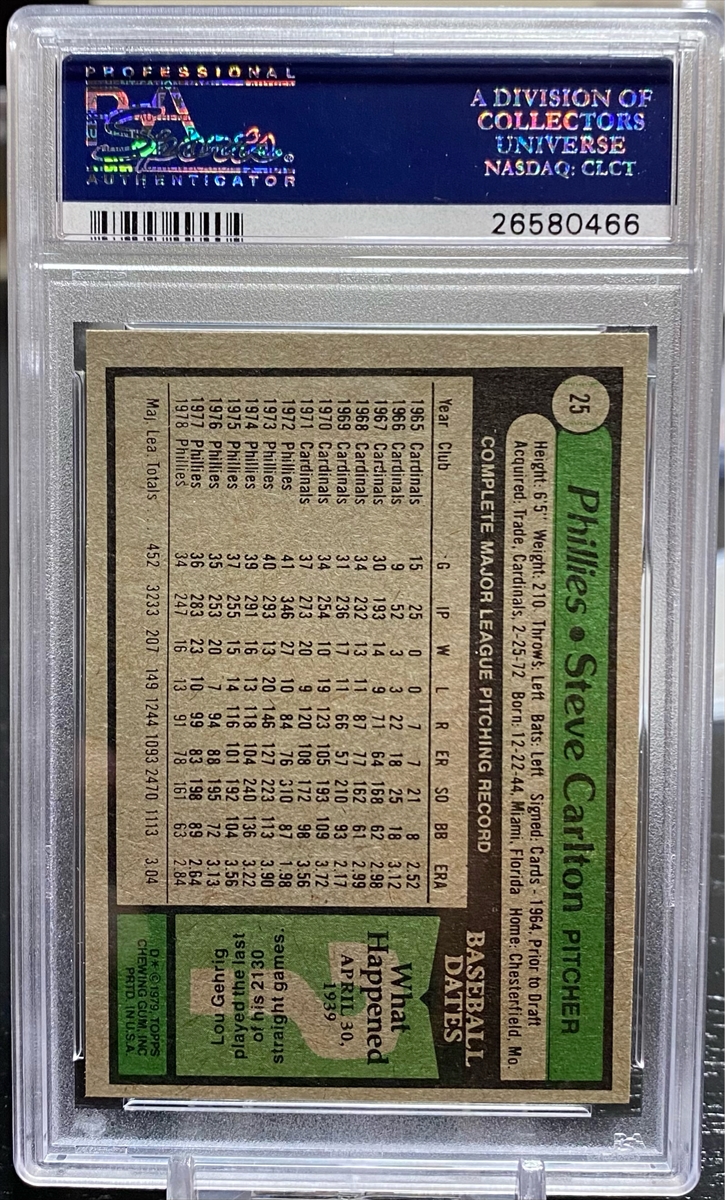 PROFESSIONAL
PSA
Sports
AUTHENTICATOR
A DIVISION OF
COLLECTORS
UNIVERSE
NASDAQ: CLCT
26580466
25
Phillies • Steve Carlton PITCHER
Height: 6'5" Weight: 210 Throws: Left Bats: Left Signed: Cards - 1964, Prior to Draft
Acquired: Trade, Cardinals, 2-25-72 Born: 12-22-44, Miami, Florida Home: Chesterfield, Mo.
COMPLETE MAJOR LEAGUE PITCHING RECORD
Year Club G IP W L R ER SO BB ERA
1965 Cardinals 15 25 0 0 7 7 21 8 2.52
1966 Cardinals 9 52 3 3 22 18 25 18 3.12
1967 Cardinals 30 193 14 9 71 64 168 62 2.98
1968 Cardinals 34 232 13 11 87 77 162 61 2.99
1969 Cardinals 31 236 17 11 66 57 210 93 2.17
1970 Cardinals 34 254 10 19 123 105 193 109 3.72
1971 Cardinals 37 273 20 9 120 108 172 98 3.56
1972 Phillies 41 346 27 10 84 76 310 87 1.98
1973 Phillies 40 293 13 20 146 127 223 113 3.90
1974 Phillies 39 291 16 13 118 104 240 136 3.22
1975 Phillies 37 255 15 14 116 101 192 104 3.56
1976 Phillies 35 253 20 7 94 88 195 72 3.13
1977 Phillies 36 283 23 10 99 83 198 89 2.64
1978 Phillies 34 247 16 13 91 78 161 63 2.84
Maj. Lea. Totals ... 452 3233 207 149 1244 1093 2470 1113 3.04
BASEBALL
DATES
What
Happened
APRIL 30,
1939
?
Lou Gehrig
played the last
of his 2130
straight games.
D* © 1979 TOPPS
CHEWING GUM, INC
PRTD. IN U.S.A.